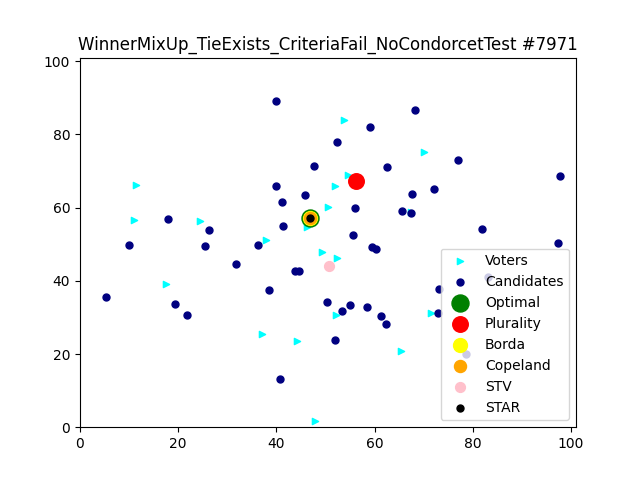 WinnerMixUp_TieExists_CriteriaFail_NoCondorcetTest #7971
100
80
60
40
20
0
0 20 40 60 80 100
Voters
Candidates
Optimal
Plurality
Borda
Copeland
STV
STAR